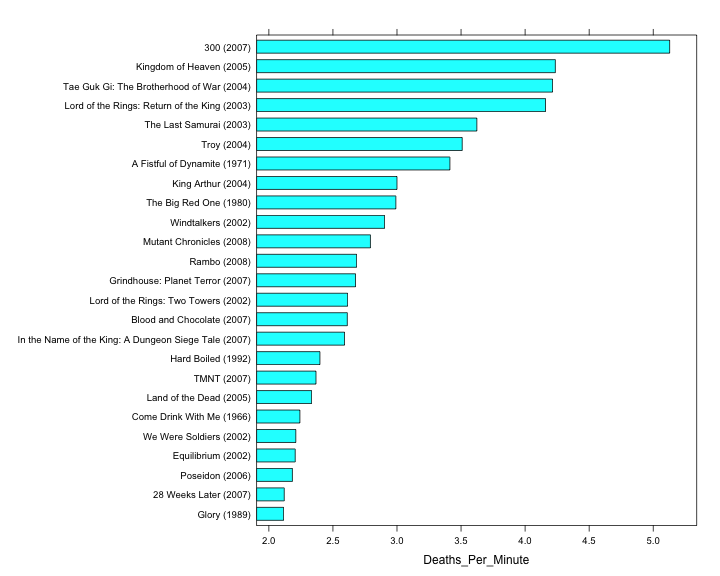 300 (2007)
Kingdom of Heaven (2005)
Tae Guk Gi: The Brotherhood of War (2004)
Lord of the Rings: Return of the King (2003)
The Last Samurai (2003)
Troy (2004)
A Fistful of Dynamite (1971)
King Arthur (2004)
The Big Red One (1980)
Windtalkers (2002)
Mutant Chronicles (2008)
Rambo (2008)
Grindhouse: Planet Terror (2007)
Lord of the Rings: Two Towers (2002)
Blood and Chocolate (2007)
In the Name of the King: A Dungeon Siege Tale (2007)
Hard Boiled (1992)
TMNT (2007)
Land of the Dead (2005)
Come Drink With Me (1966)
We Were Soldiers (2002)
Equilibrium (2002)
Poseidon (2006)
28 Weeks Later (2007)
Glory (1989)
2.0 2.5 3.0 3.5 4.0 4.5 5.0
Deaths_Per_Minute